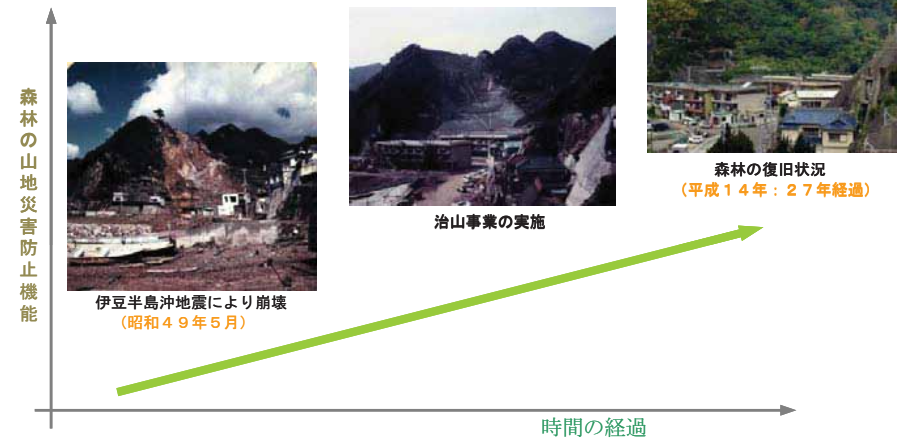 森林の山地災害防止機能
伊豆半島沖地震により崩壊
（昭和４９年５月）
治山事業の実施
森林の復旧状況
（平成１４年：２７年経過）
時間の経過